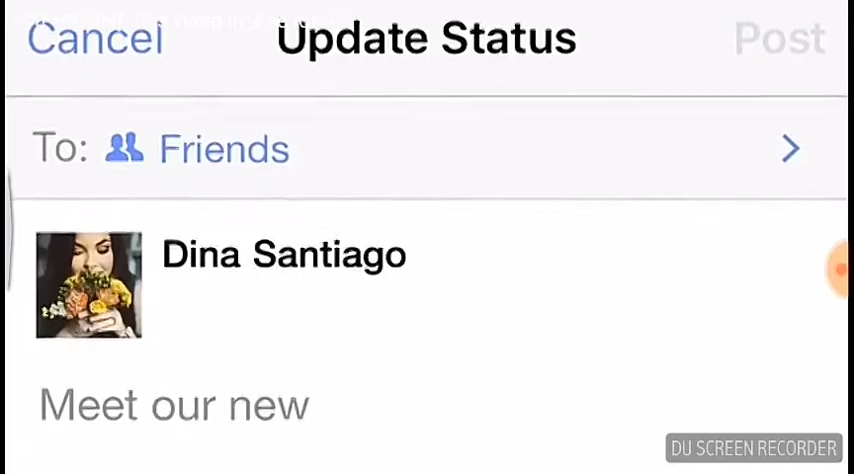 Cancel Update Status Post
To: Friends
Dina Santiago
Meet our new
DU SCREEN RECORDER